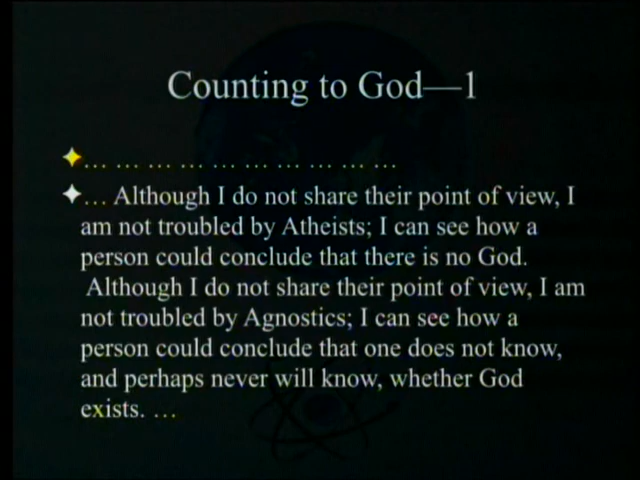 Counting to God—1
… … … … … … … … … …
… Although I do not share their point of view, I
am not troubled by Atheists; I can see how a
person could conclude that there is no God.
Although I do not share their point of view, I am
not troubled by Agnostics; I can see how a
person could conclude that one does not know,
and perhaps never will know, whether God
exists. …